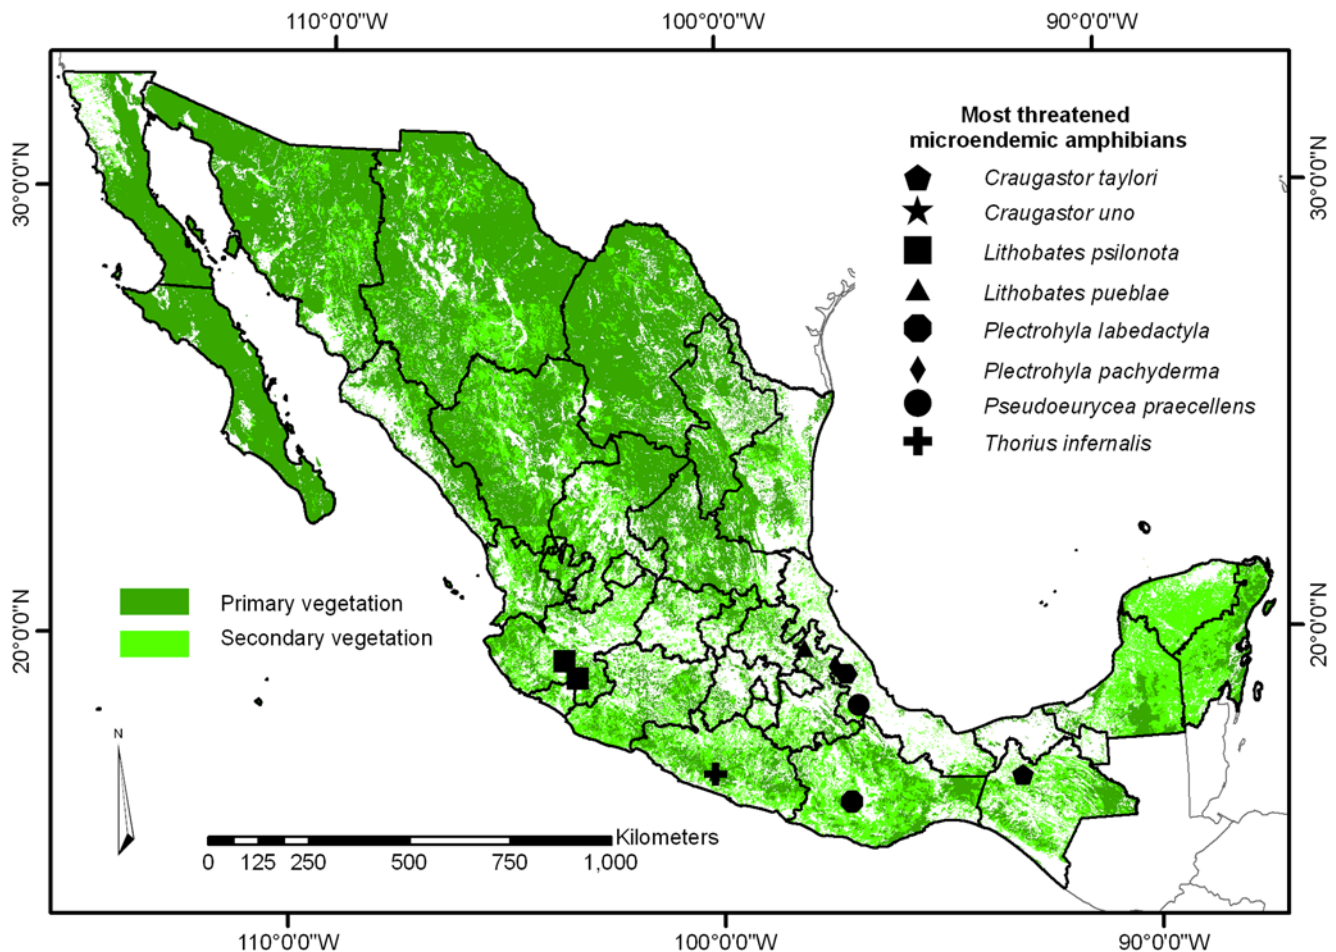 110°0'0"W 100°0'0"W 90°0'0"W
Most threatened
microendemic amphibians
Craugastor taylori
Craugastor uno
Lithobates psilonota
Lithobates pueblae
Plectrohyla labedactyla
Plectrohyla pachyderma
Pseudoeurycea praecellens
Thorius infernalis
30°0'0"N
30°0'0"N
Primary vegetation
Secondary vegetation
20°0'0"N
20°0'0"N
N
Kilometers
0 125 250 500 750 1,000
110°0'0"W 100°0'0"W 90°0'0"W